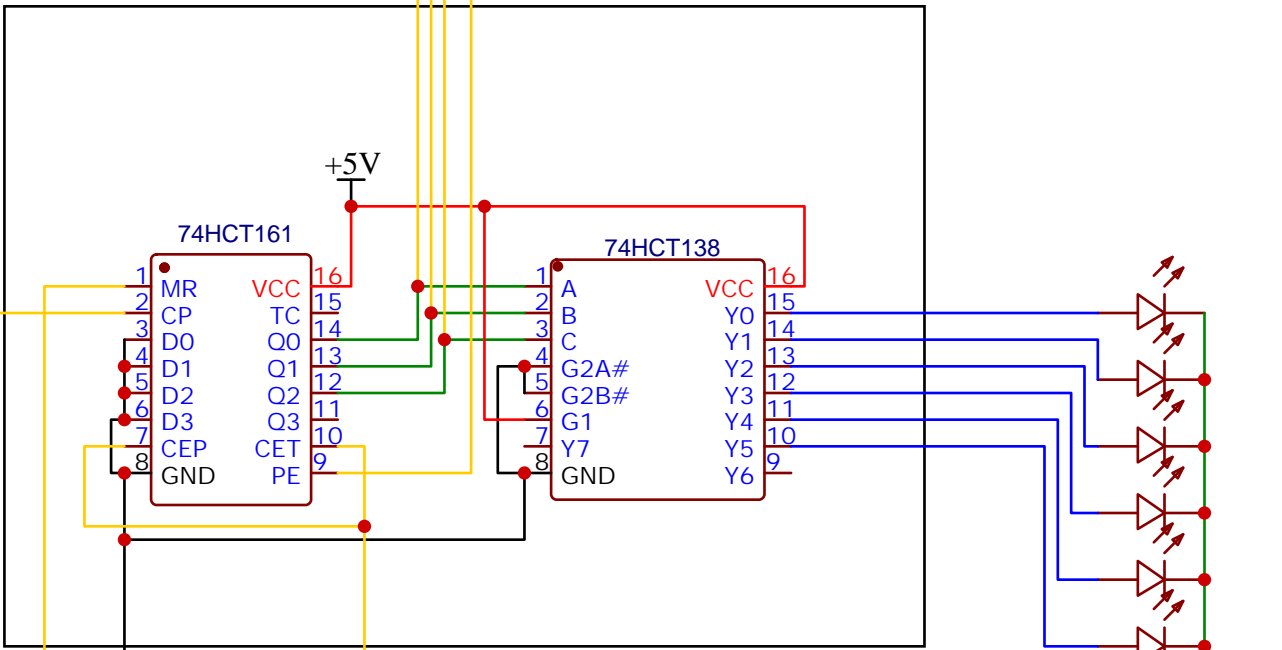 +5V
74HCT161
1 MR VCC 16
2 CP TC 15
3 D0 Q0 14
4 D1 Q1 13
5 D2 Q2 12
6 D3 Q3 11
7 CEP CET 10
8 GND PE 9
74HCT138
1 A VCC 16
2 B Y0 15
3 C Y1 14
4 G2A# Y2 13
5 G2B# Y3 12
6 G1 Y4 11
7 Y7 Y5 10
8 GND Y6 9